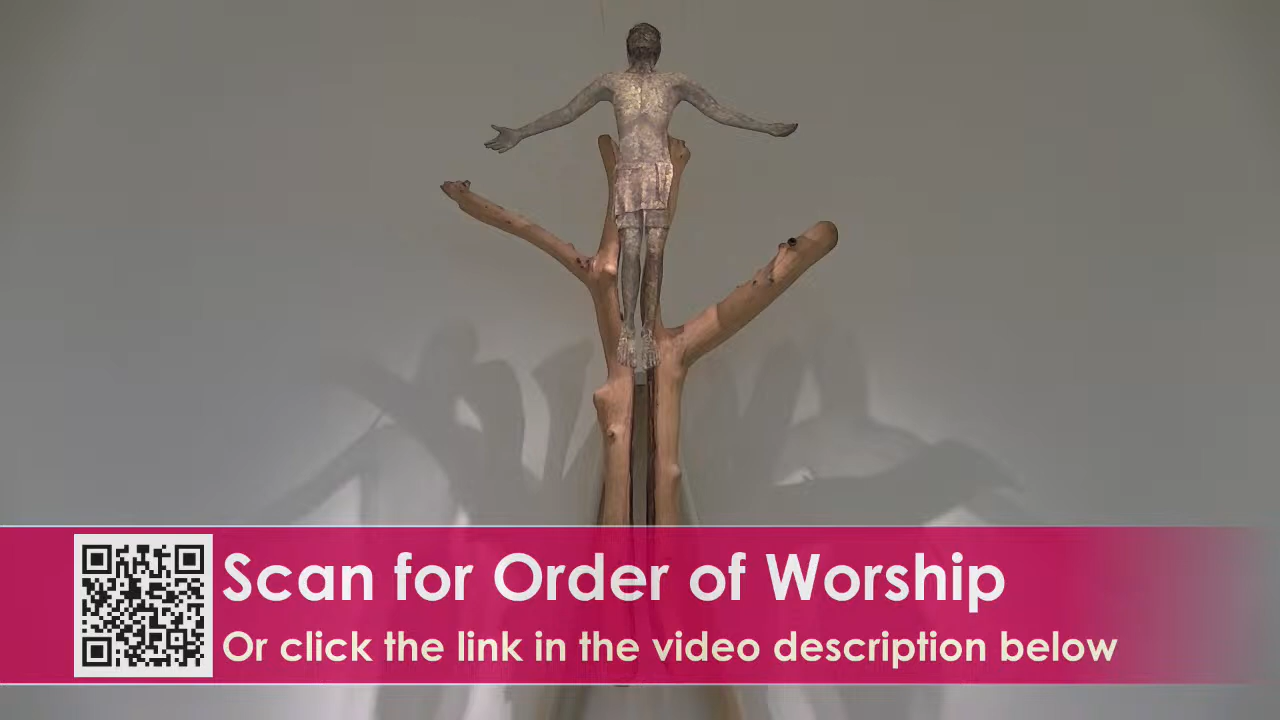 Scan for Order of Worship
Or click the link in the video description below